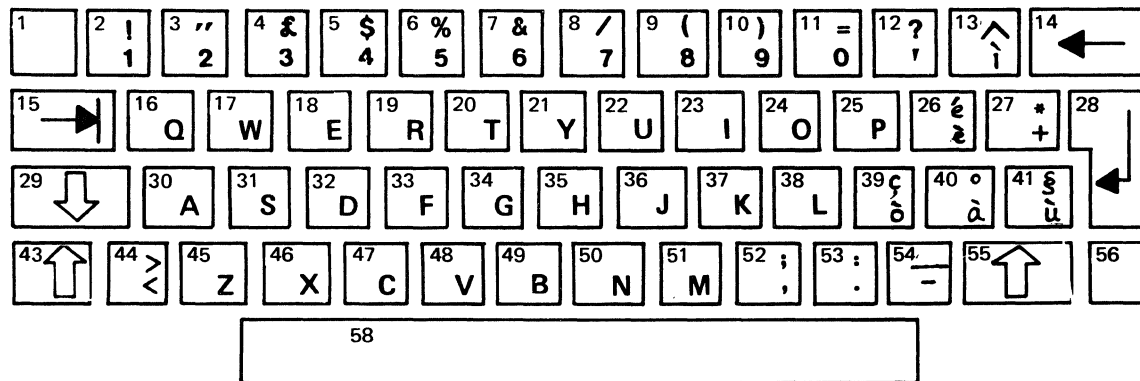 1 2 ! 1 3 " 2 4 £ 3 5 $ 4 6 % 5 7 & 6 8 / 7 9 ( 8 10 ) 9 11 = 0 12 ? ' 13 ^ ì 14
15 16 Q 17 W 18 E 19 R 20 T 21 Y 22 U 23 I 24 O 25 P 26 é è 27 * + 28
29 30 A 31 S 32 D 33 F 34 G 35 H 36 J 37 K 38 L 39 ç ò 40 ° à 41 § ù
43 44 > < 45 Z 46 X 47 C 48 V 49 B 50 N 51 M 52 ; , 53 : . 54 _ - 55 56
58